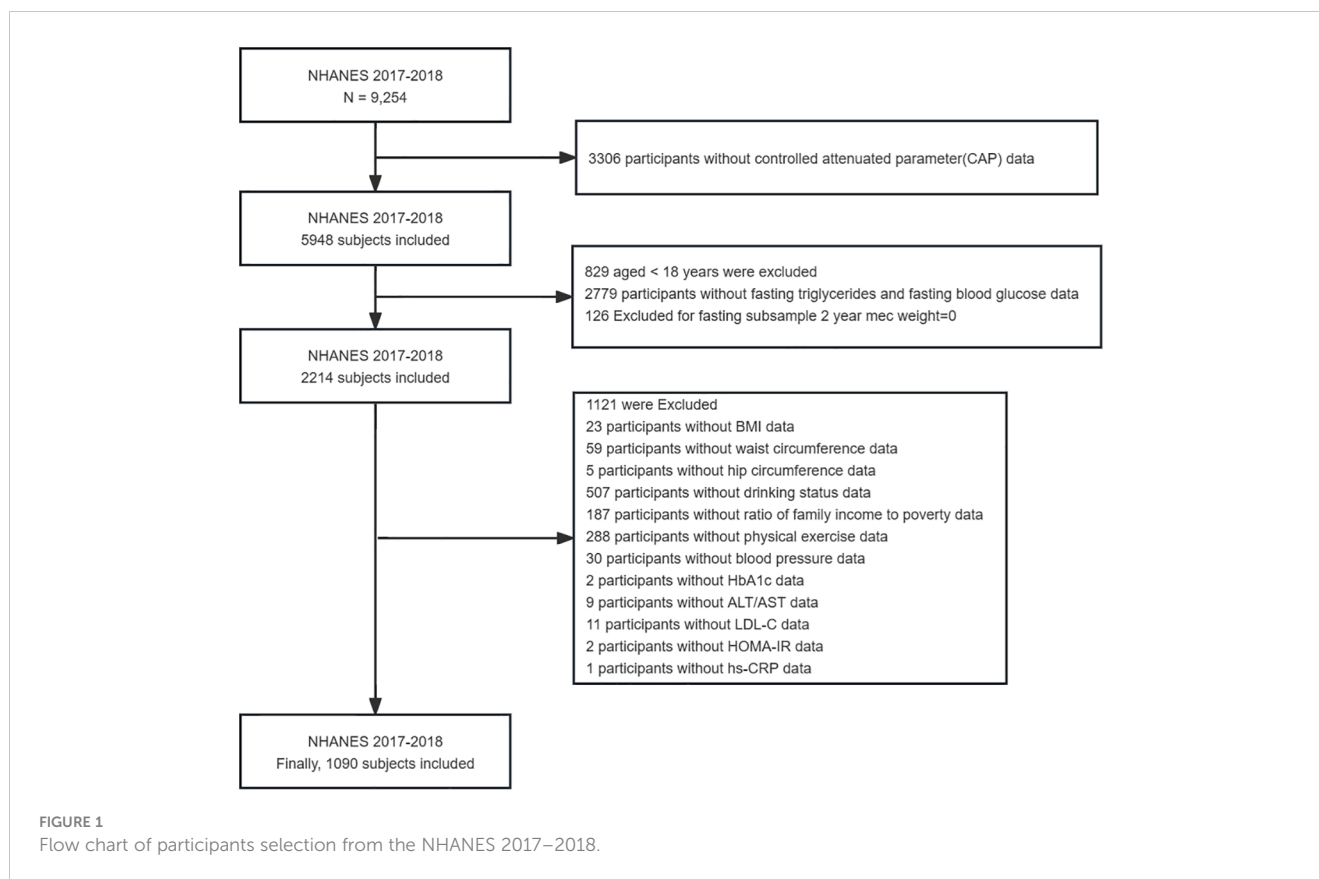 NHANES 2017-2018
N = 9,254
3306 participants without controlled attenuated parameter(CAP) data
NHANES 2017-2018
5948 subjects included
829 aged < 18 years were excluded
2779 participants without fasting triglycerides and fasting blood glucose data
126 Excluded for fasting subsample 2 year mec weight=0
NHANES 2017-2018
2214 subjects included
1121 were Excluded
23 participants without BMI data
59 participants without waist circumference data
5 participants without hip circumference data
507 participants without drinking status data
187 participants without ratio of family income to poverty data
288 participants without physical exercise data
30 participants without blood pressure data
2 participants without HbA1c data
9 participants without ALT/AST data
11 participants without LDL-C data
2 participants without HOMA-IR data
1 participants without hs-CRP data
NHANES 2017-2018
Finally, 1090 subjects included
FIGURE 1
Flow chart of participants selection from the NHANES 2017–2018.